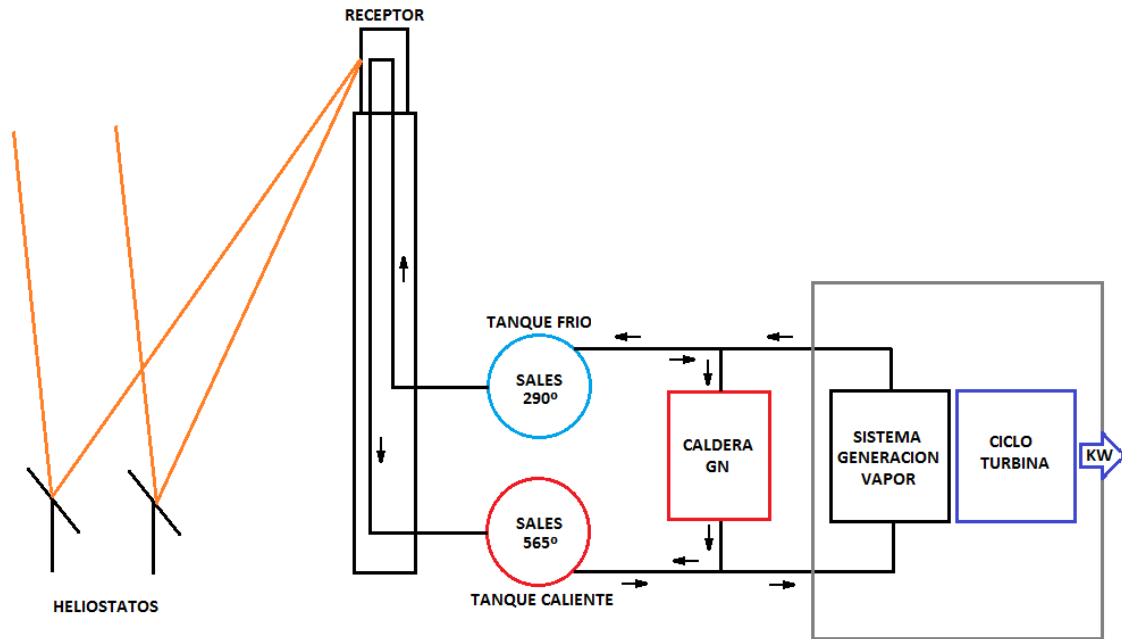 RECEPTOR
TANQUE FRIO
SALES
290º
CALDERA
GN
SISTEMA
GENERACION
VAPOR
CICLO
TURBINA
KW
SALES
565º
TANQUE CALIENTE
HELIOSTATOS